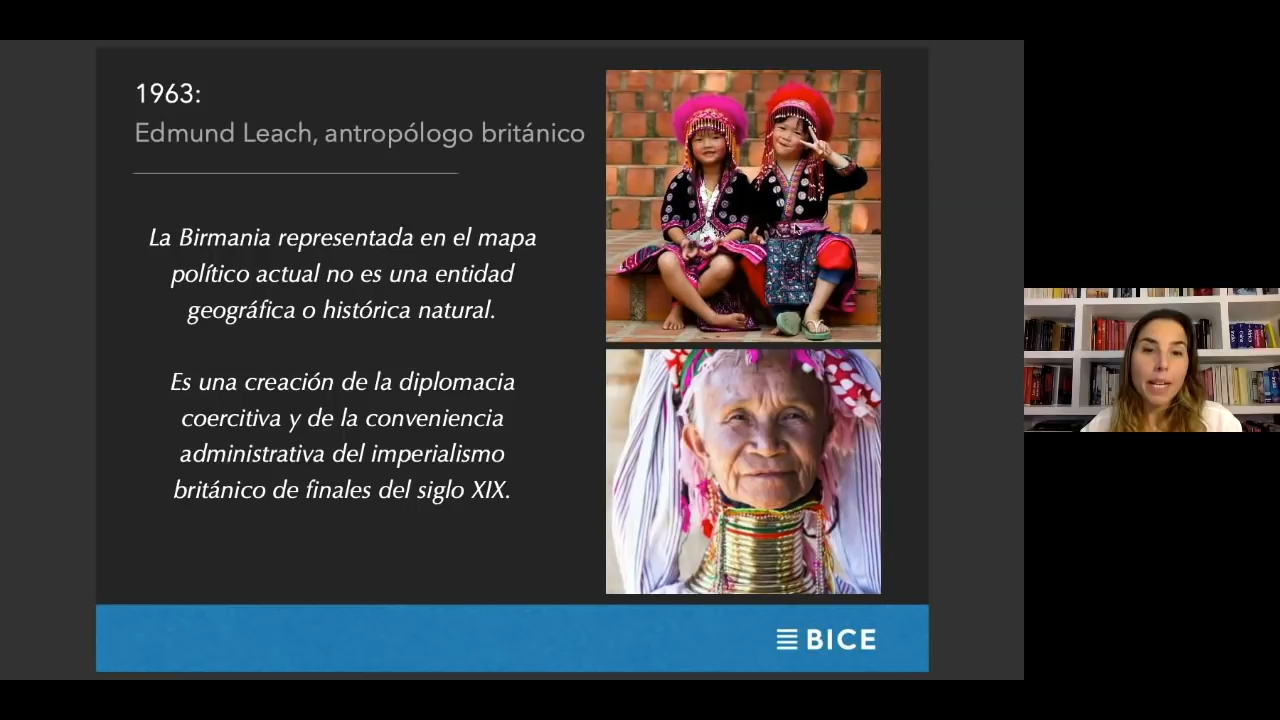 1963:
Edmund Leach, antropólogo británico
La Birmania representada en el mapa
político actual no es una entidad
geográfica o histórica natural.
Es una creación de la diplomacia
coercitiva y de la conveniencia
administrativa del imperialismo
británico de finales del siglo XIX.
BICE